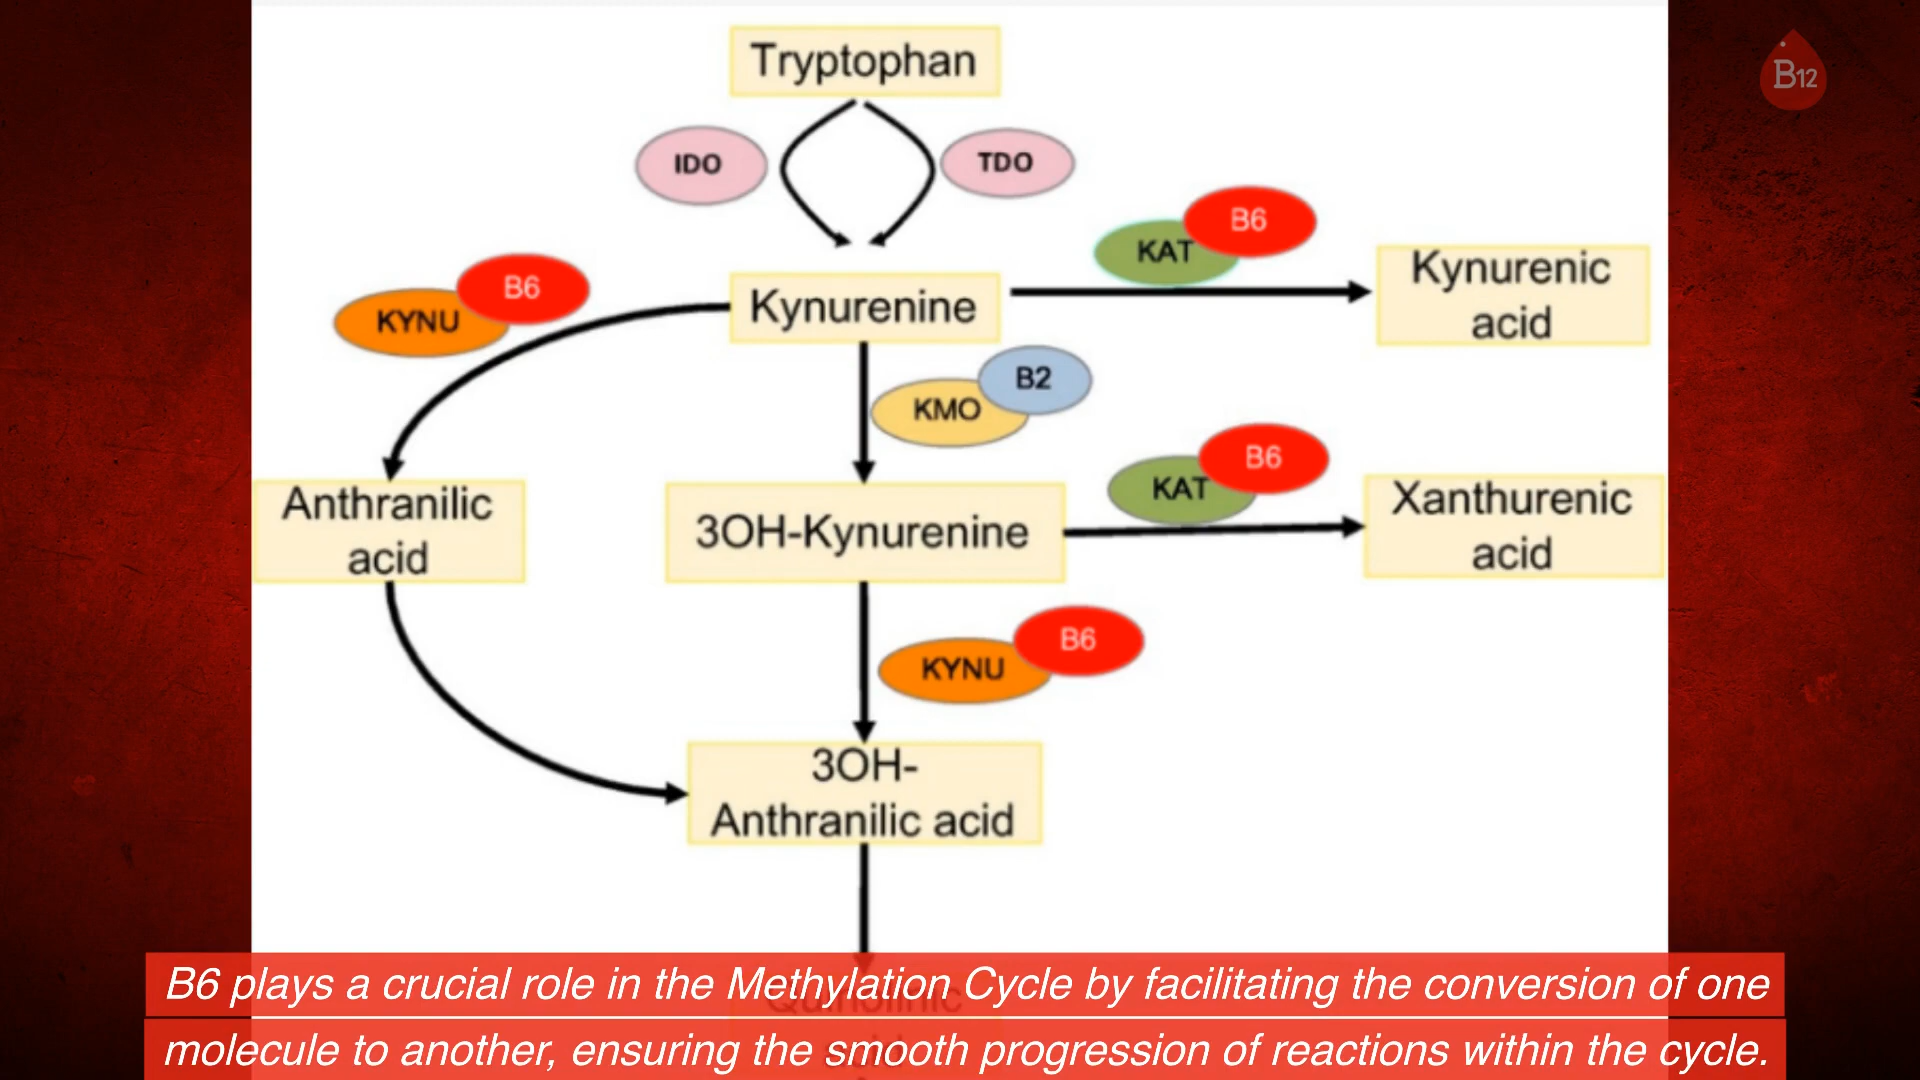 Tryptophan
B12
IDO
TDO
B6
KAT
Kynurenic
acid
B6
KYNU
Kynurenine
B2
KMO
B6
KAT
Anthranilic
acid
3OH-Kynurenine
Xanthurenic
acid
B6
KYNU
3OH-
Anthranilic acid
Quinolinic
acid
B6 plays a crucial role in the Methylation Cycle by facilitating the conversion of one
molecule to another, ensuring the smooth progression of reactions within the cycle.